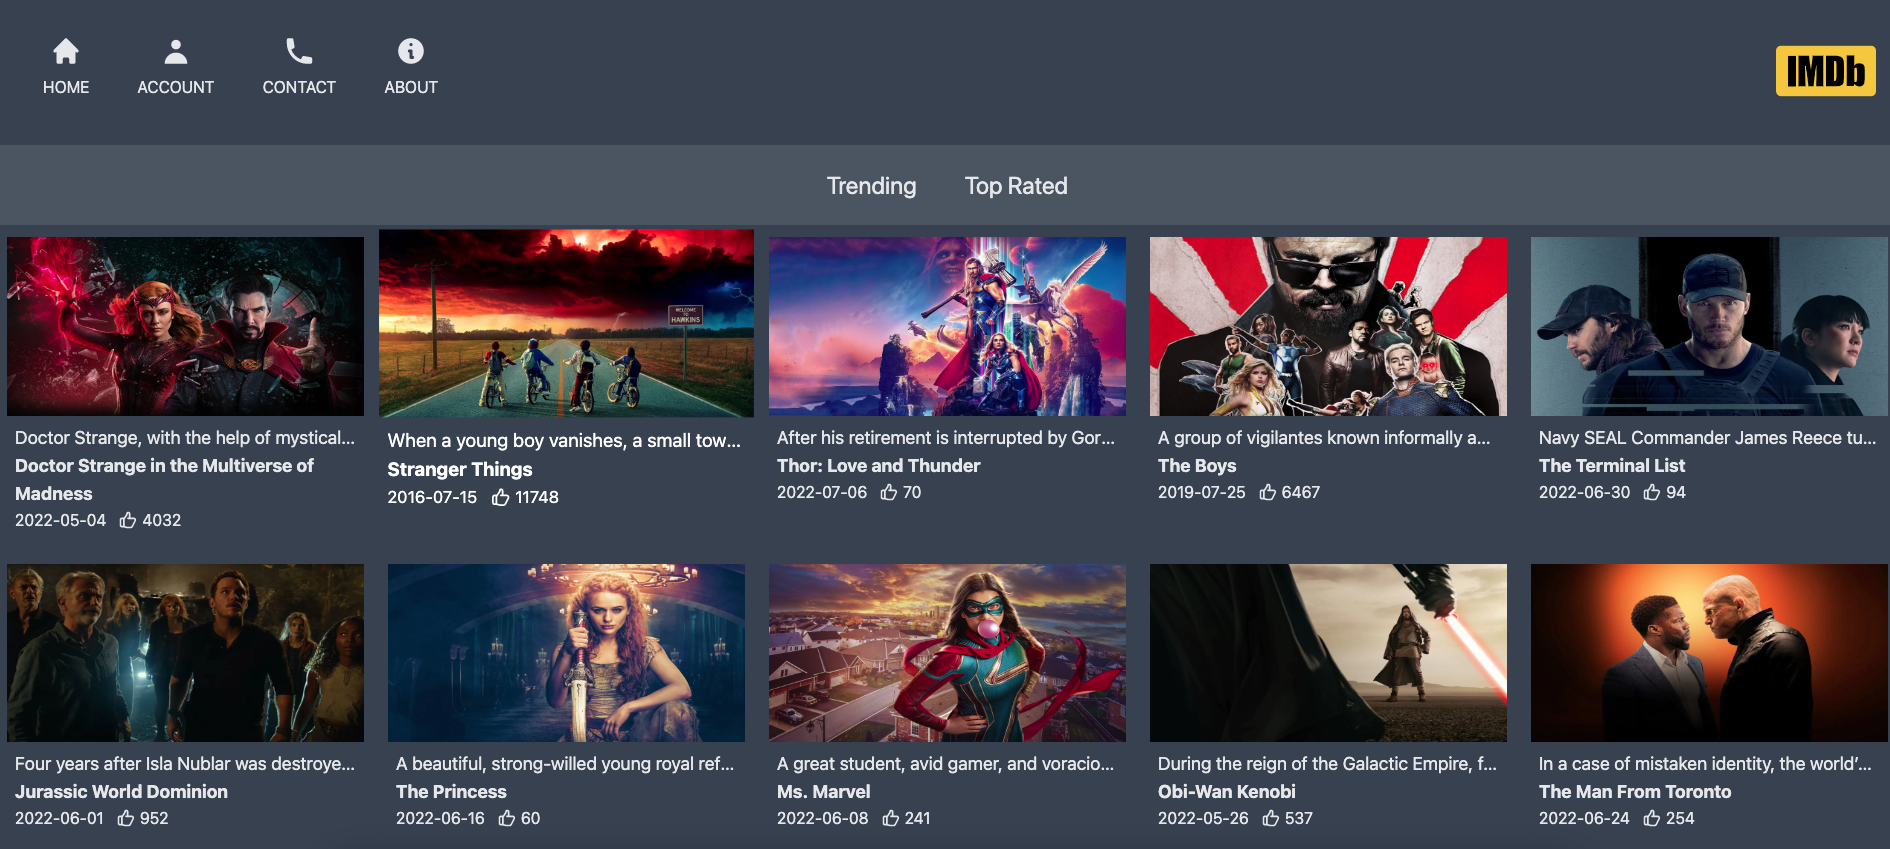 HOME
ACCOUNT
CONTACT
ABOUT
IMDb
Trending
Top Rated
WELCOME
TO
HAWKINS
Doctor Strange, with the help of mystical...
Doctor Strange in the Multiverse of
Madness
2022-05-04 4032
When a young boy vanishes, a small tow...
Stranger Things
2016-07-15 11748
After his retirement is interrupted by Gor...
Thor: Love and Thunder
2022-07-06 70
A group of vigilantes known informally a...
The Boys
2019-07-25 6467
Navy SEAL Commander James Reece tu...
The Terminal List
2022-06-30 94
Four years after Isla Nublar was destroye...
Jurassic World Dominion
2022-06-01 952
A beautiful, strong-willed young royal ref...
The Princess
2022-06-16 60
A great student, avid gamer, and voracio...
Ms. Marvel
2022-06-08 241
During the reign of the Galactic Empire, f...
Obi-Wan Kenobi
2022-05-26 537
In a case of mistaken identity, the world’...
The Man From Toronto
2022-06-24 254